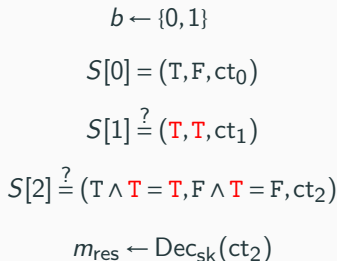 b ← {0,1}
S[0] = (T,F,ct₀)
S[1] ≟ (T,T,ct₁)
S[2] ≟ (T ∧ T = T,F ∧ T = F,ct₂)
m_res ← Dec_sk(ct₂)